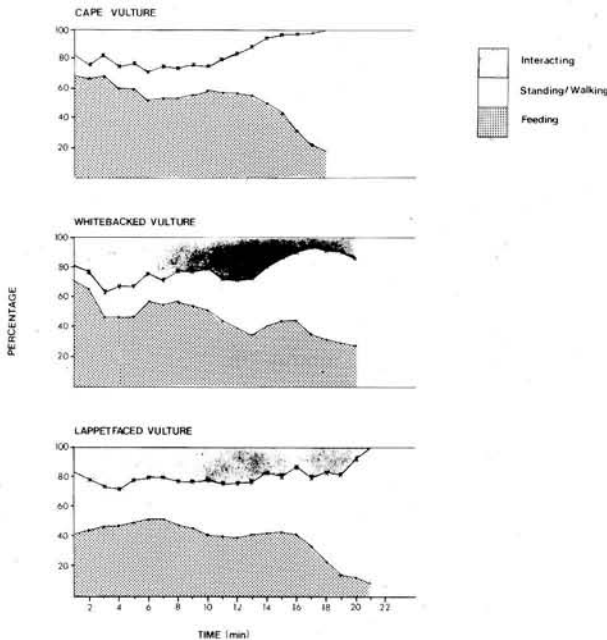 CAPE VULTURE
100
80
60
40
20
Interacting
Standing/Walking
Feeding
WHITEBACKED VULTURE
100
80
60
40
20
PERCENTAGE
LAPPETFACED VULTURE
100
80
60
40
20
2 4 6 8 10 12 14 16 18 20 22
TIME (min)